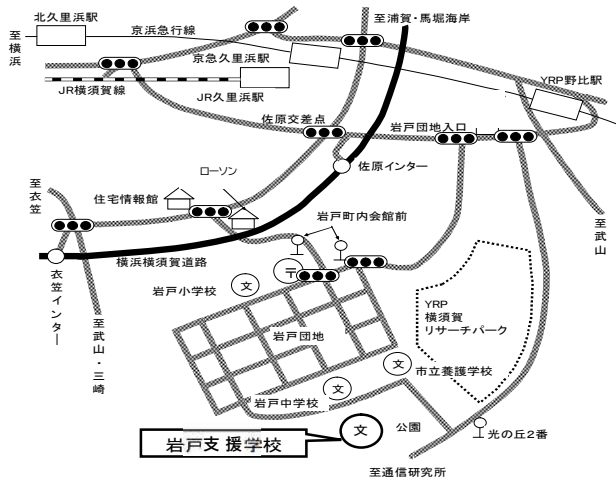 北久里浜駅
至浦賀・馬堀海岸
京浜急行線
至横浜
京急久里浜駅
YRP野比駅
JR横須賀線
JR久里浜駅
佐原交差点
岩戸団地入口
ローソン
佐原インター
至衣笠
住宅情報館
岩戸町内会館前
至武山
横浜横須賀道路
衣笠インター
〒
岩戸小学校
文
YRP
横須賀
リサーチパーク
至武山・三崎
岩戸団地
文
市立養護学校
文
岩戸中学校
文
公園
光の丘2番
岩戸支援学校
至通信研究所